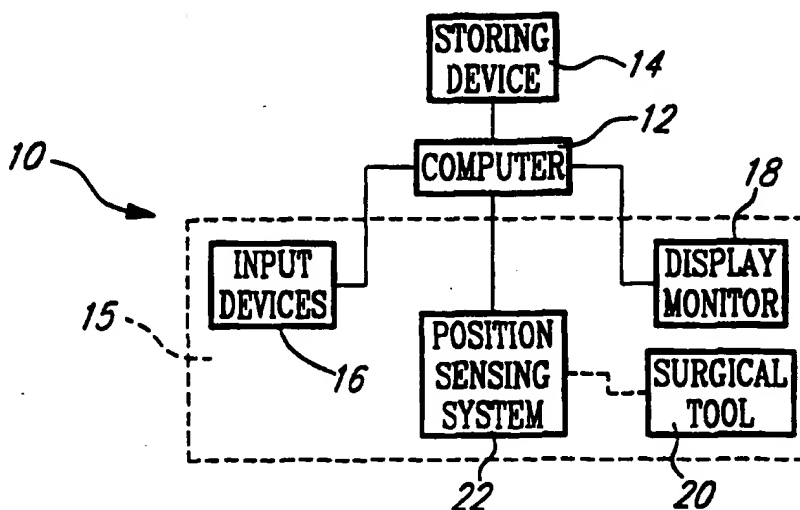 STORING
DEVICE
14
12
COMPUTER
10
18
INPUT
DEVICES
DISPLAY
MONITOR
15
16
POSITION
SENSING
SYSTEM
SURGICAL
TOOL
22
20